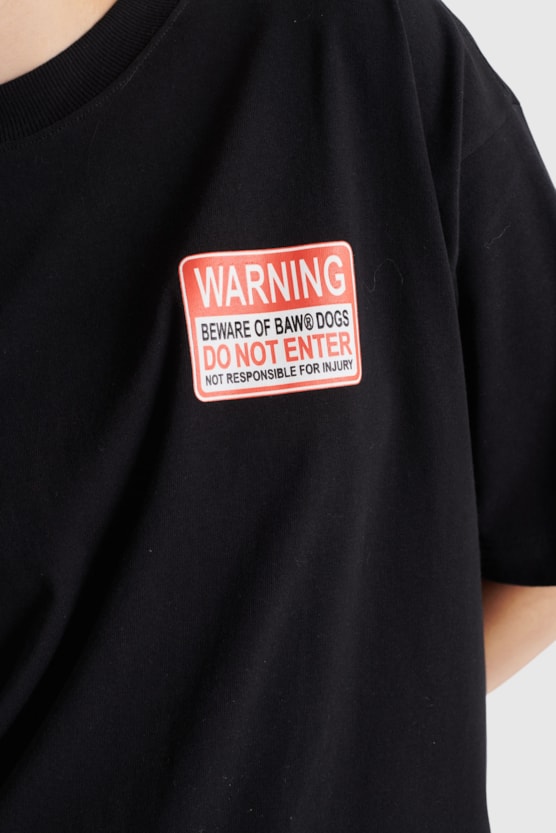 WARNING
BEWARE OF BAW® DOGS
DO NOT ENTER
NOT RESPONSIBLE FOR INJURY